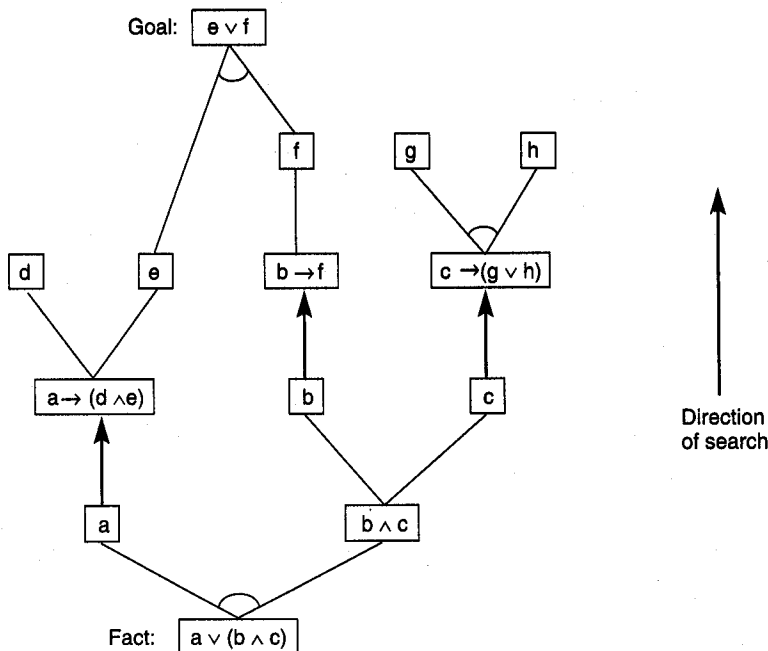 Goal: e ∨ f
f
g
h
d
e
b → f
c → (g ∨ h)
a → (d ∧ e)
b
c
Direction
of search
a
b ∧ c
Fact: a ∨ (b ∧ c)